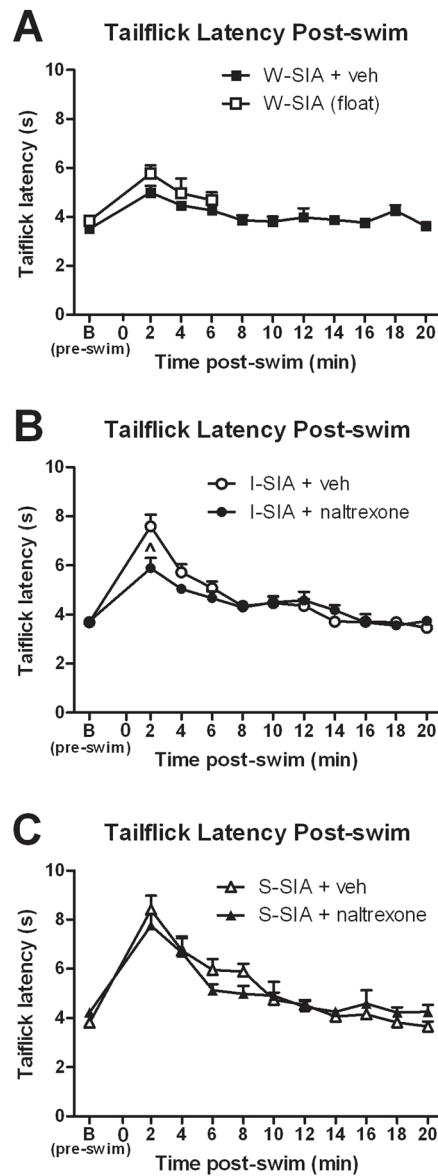 A
Tailflick Latency Post-swim
W-SIA + veh
W-SIA (float)
Taiflick latency (s)
10
8
6
4
2
0
B 0 2 4 6 8 10 12 14 16 18 20
(pre-swim)
Time post-swim (min)
B
Tailflick Latency Post-swim
I-SIA + veh
I-SIA + naltrexone
Taiflick latency (s)
10
8
6
4
2
0
^
B 0 2 4 6 8 10 12 14 16 18 20
(pre-swim)
Time post-swim (min)
C
Tailflick Latency Post-swim
S-SIA + veh
S-SIA + naltrexone
Taiflick latency (s)
10
8
6
4
2
0
B 0 2 4 6 8 10 12 14 16 18 20
(pre-swim)
Time post-swim (min)